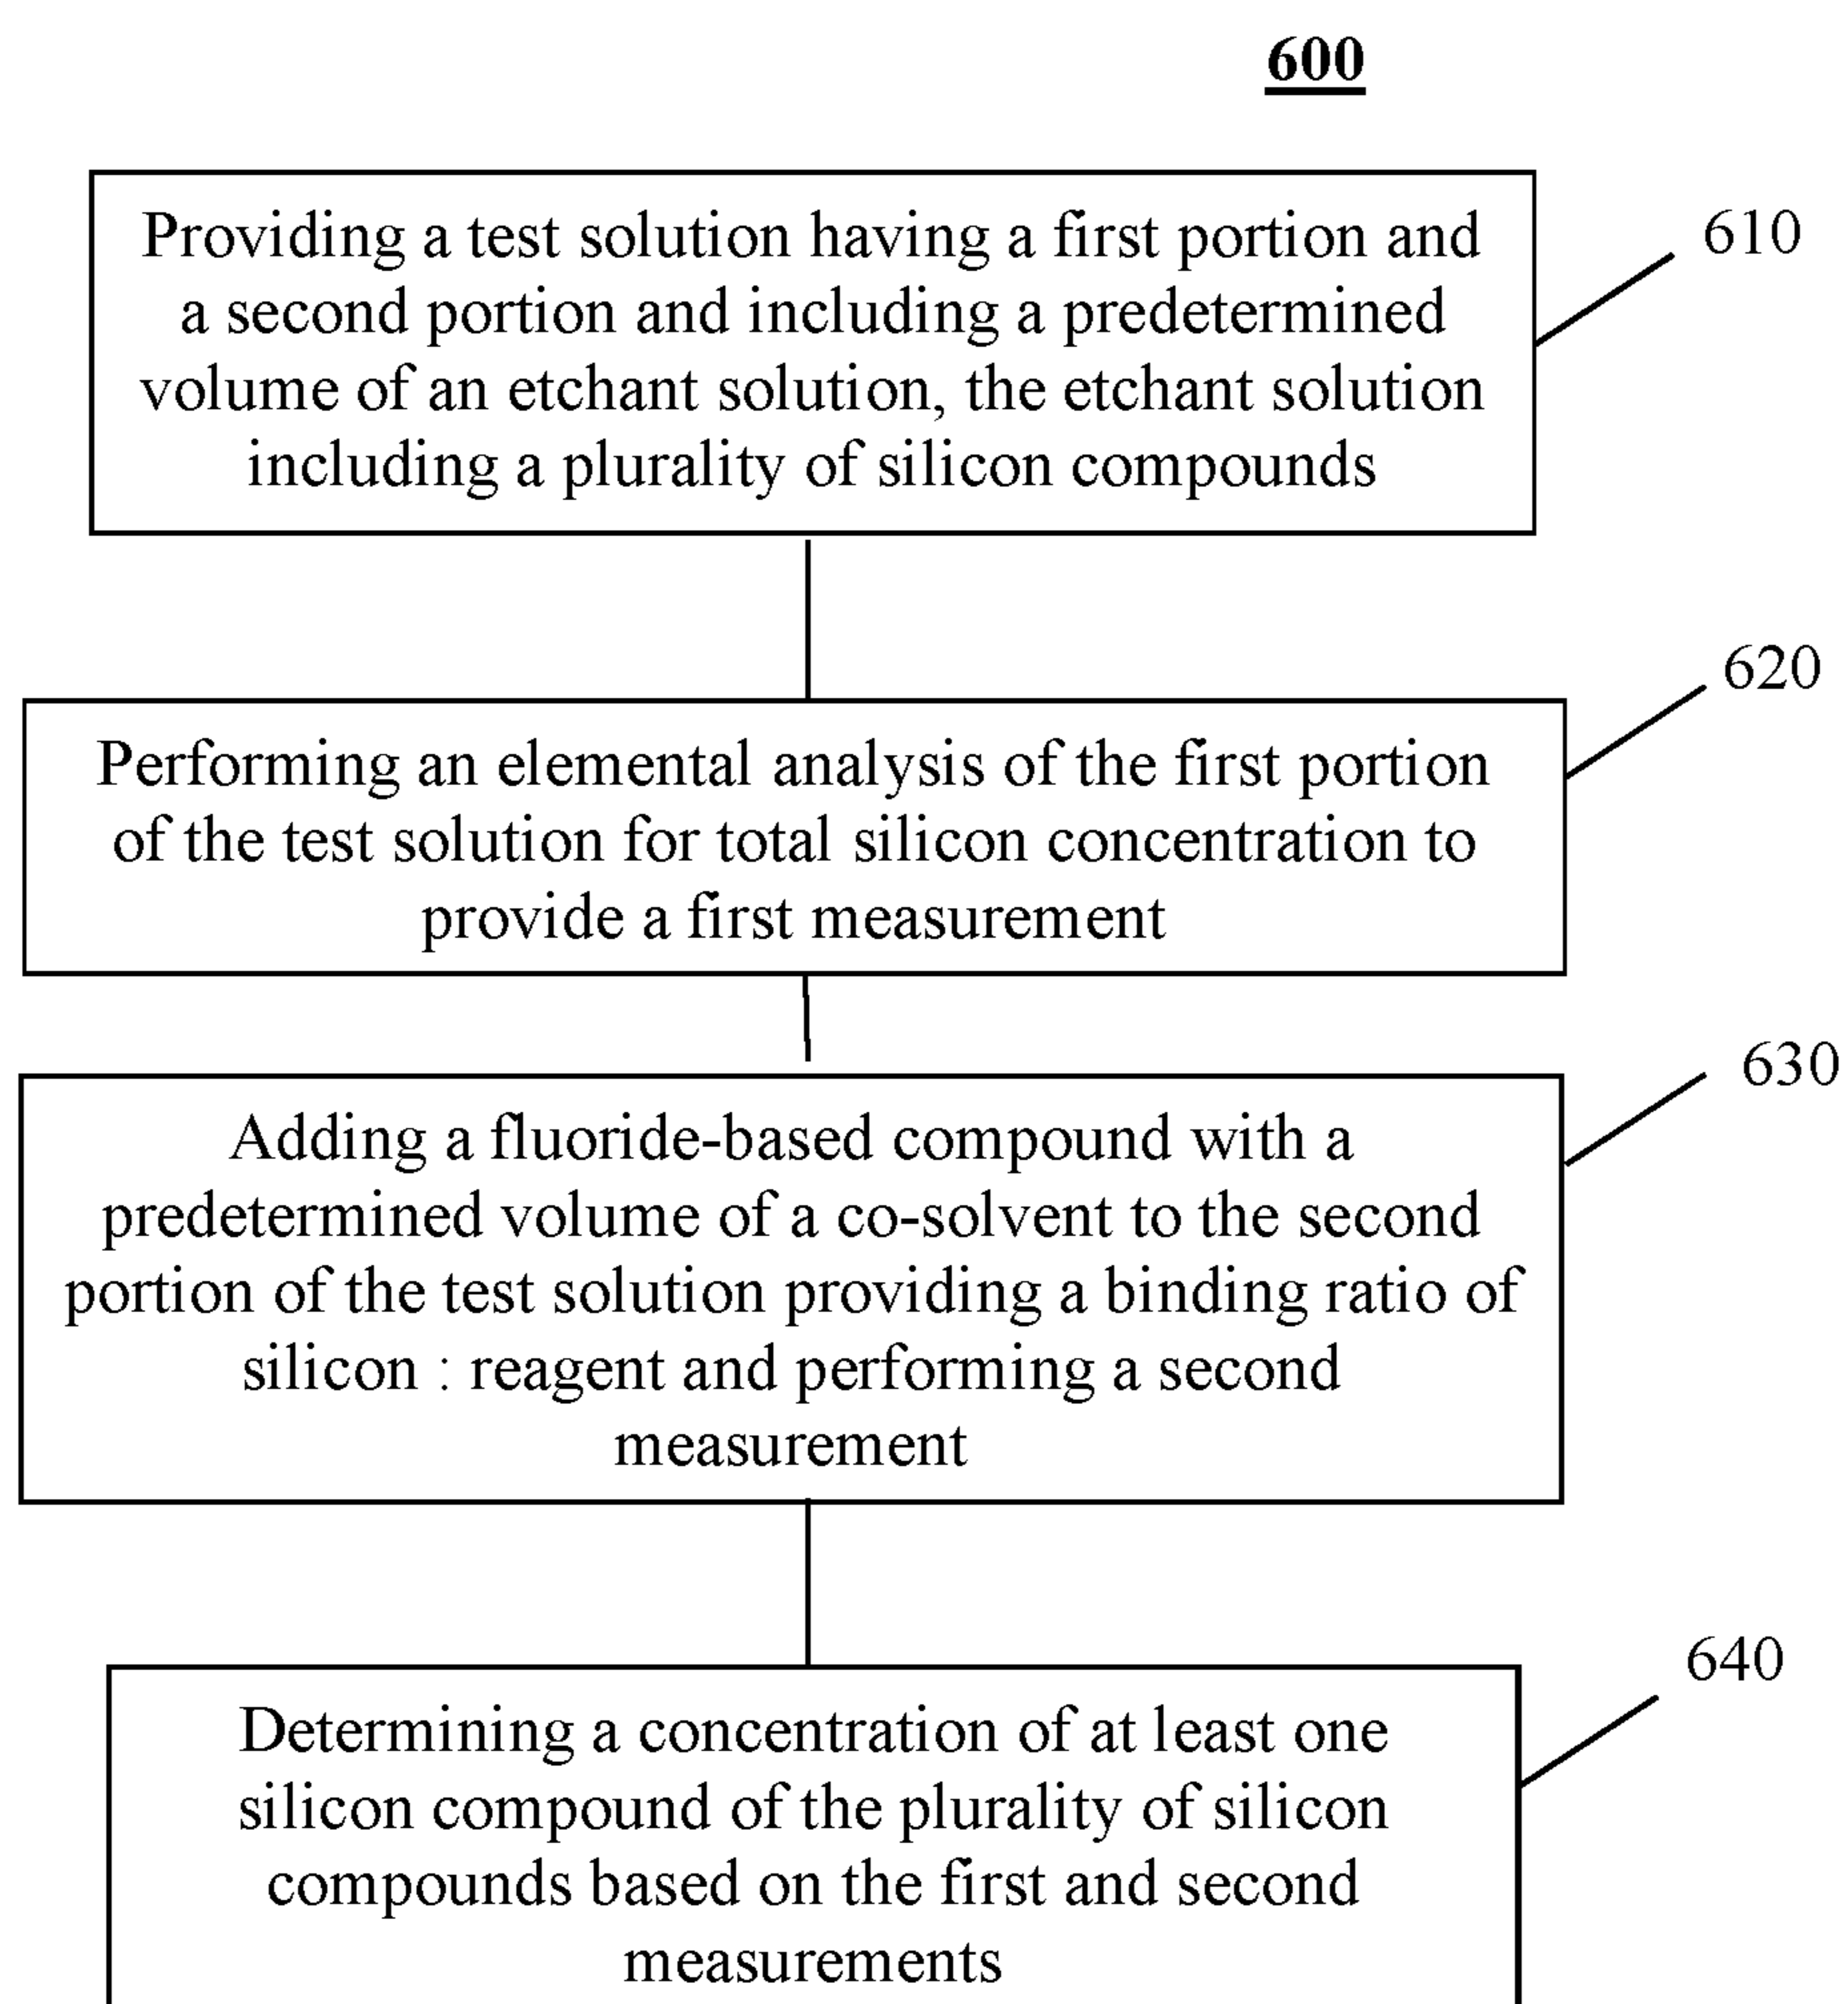 600
Providing a test solution having a first portion and
a second portion and including a predetermined
volume of an etchant solution, the etchant solution
including a plurality of silicon compounds
610
Performing an elemental analysis of the first portion
of the test solution for total silicon concentration to
provide a first measurement
620
Adding a fluoride-based compound with a
predetermined volume of a co-solvent to the second
portion of the test solution providing a binding ratio of
silicon : reagent and performing a second
measurement
630
Determining a concentration of at least one
silicon compound of the plurality of silicon
compounds based on the first and second
measurements
640